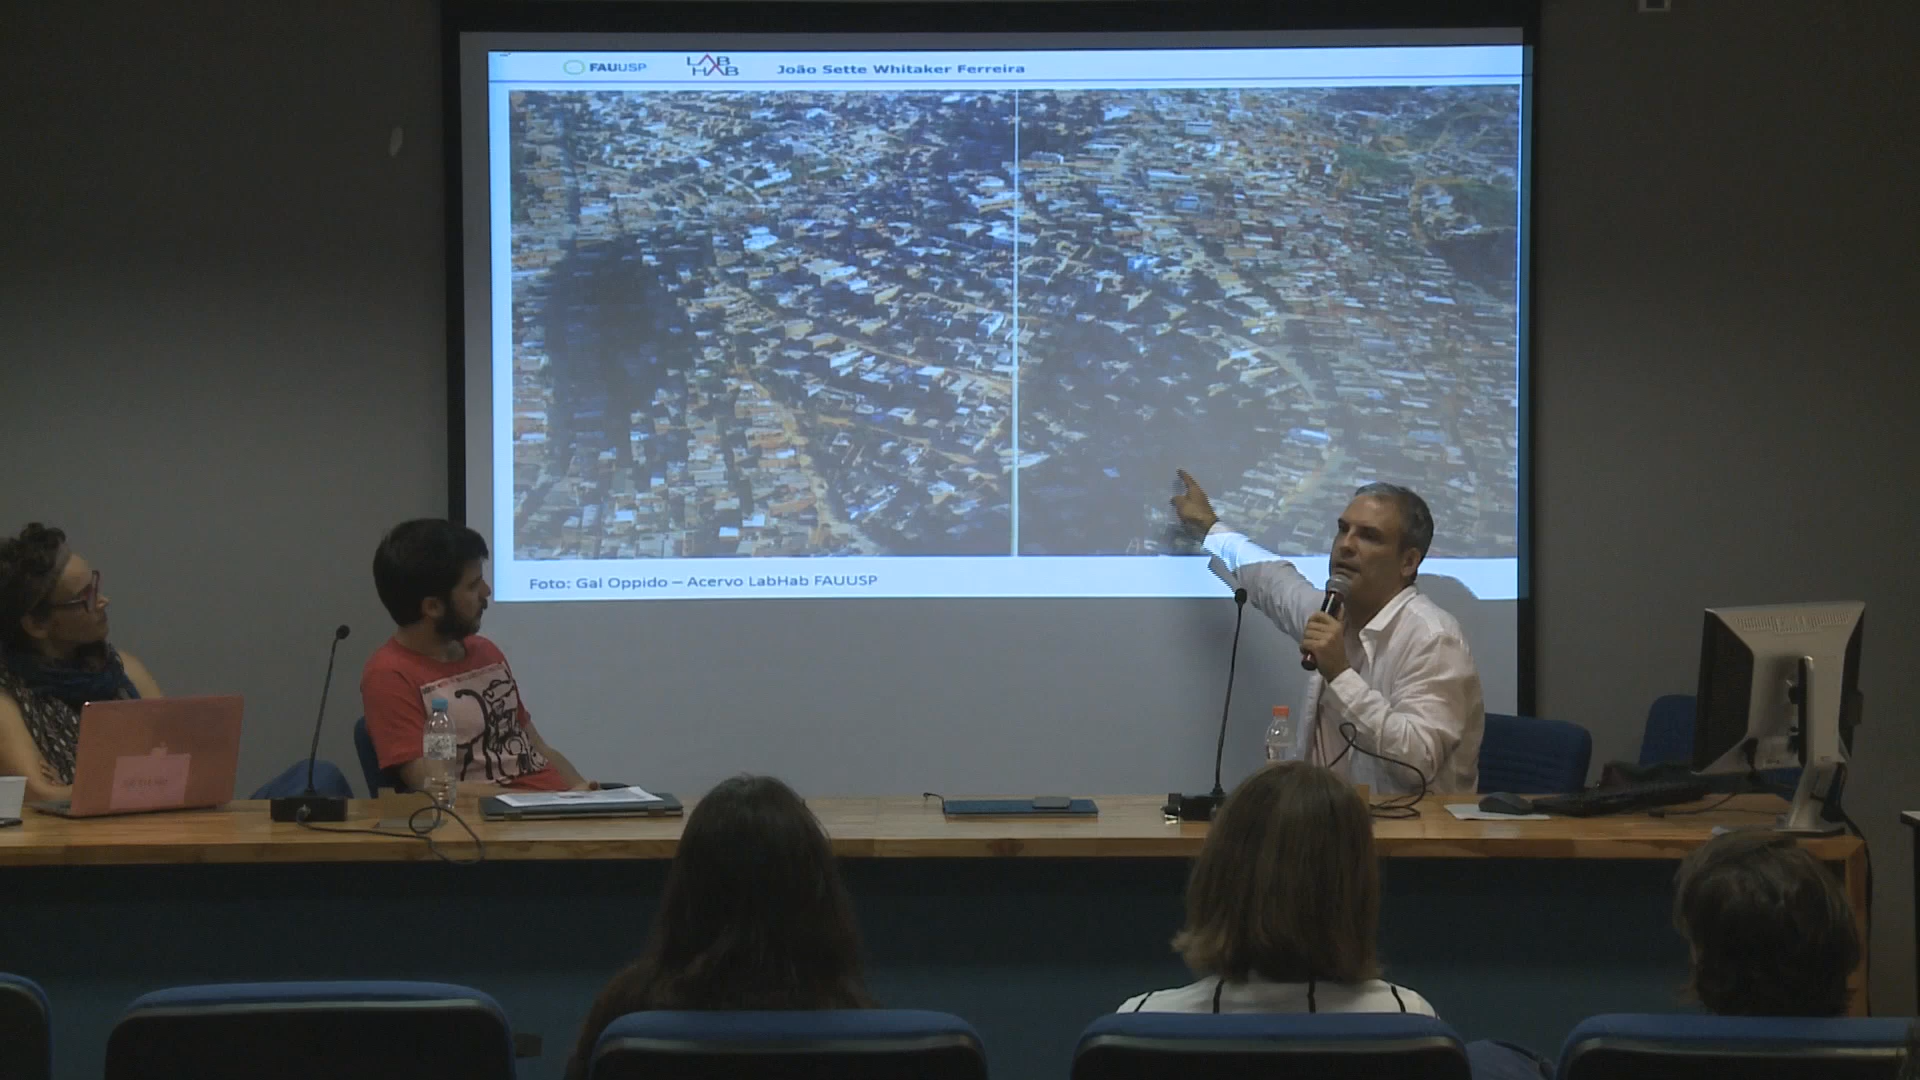 FAUUSP
LAB
HAB
João Sette Whitaker Ferreira
Foto: Gal Oppido – Acervo LabHab FAUUSP